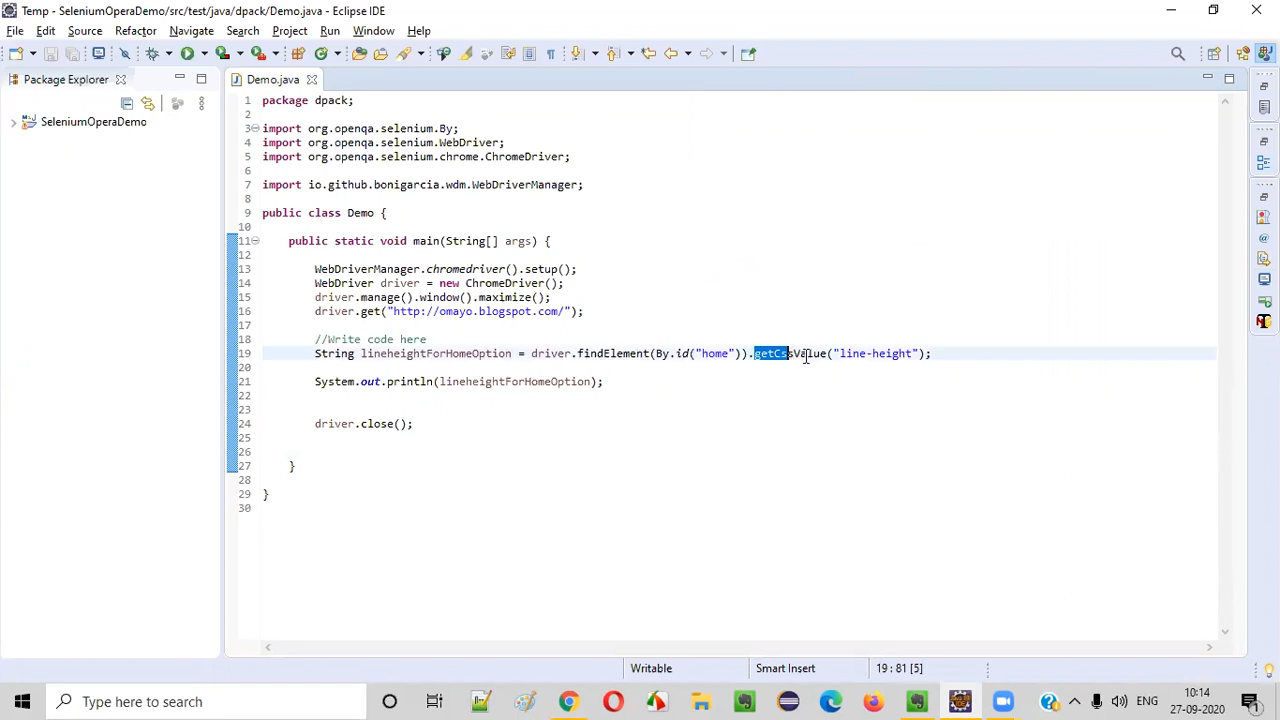 Temp - SeleniumOperaDemo/src/test/java/dpack/Demo.java - Eclipse IDE
File Edit Source Refactor Navigate Search Project Run Window Help
Package Explorer
Demo.java
SeleniumOperaDemo
1 package dpack;
2
3 import org.openqa.selenium.By;
4 import org.openqa.selenium.WebDriver;
5 import org.openqa.selenium.chrome.ChromeDriver;
6
7 import io.github.bonigarcia.wdm.WebDriverManager;
8
9 public class Demo {
10
11 public static void main(String[] args) {
12
13 WebDriverManager.chromedriver().setup();
14 WebDriver driver = new ChromeDriver();
15 driver.manage().window().maximize();
16 driver.get("http://omayo.blogspot.com/");
17
18 //Write code here
19 String lineheightForHomeOption = driver.findElement(By.id("home")).getCssValue("line-height");
20
21 System.out.println(lineheightForHomeOption);
22
23
24 driver.close();
25
26
27 }
28
29 }
30
Writable Smart Insert 19 : 81 [5]
Type here to search
ENG
10:14
27-09-2020